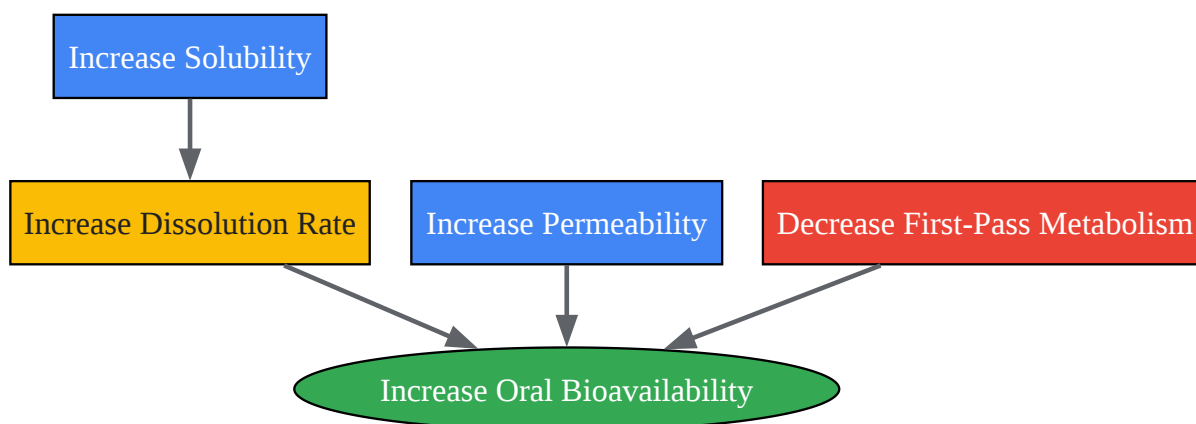 Increase Solubility
Increase Dissolution Rate
Increase Permeability
Decrease First-Pass Metabolism
Increase Oral Bioavailability